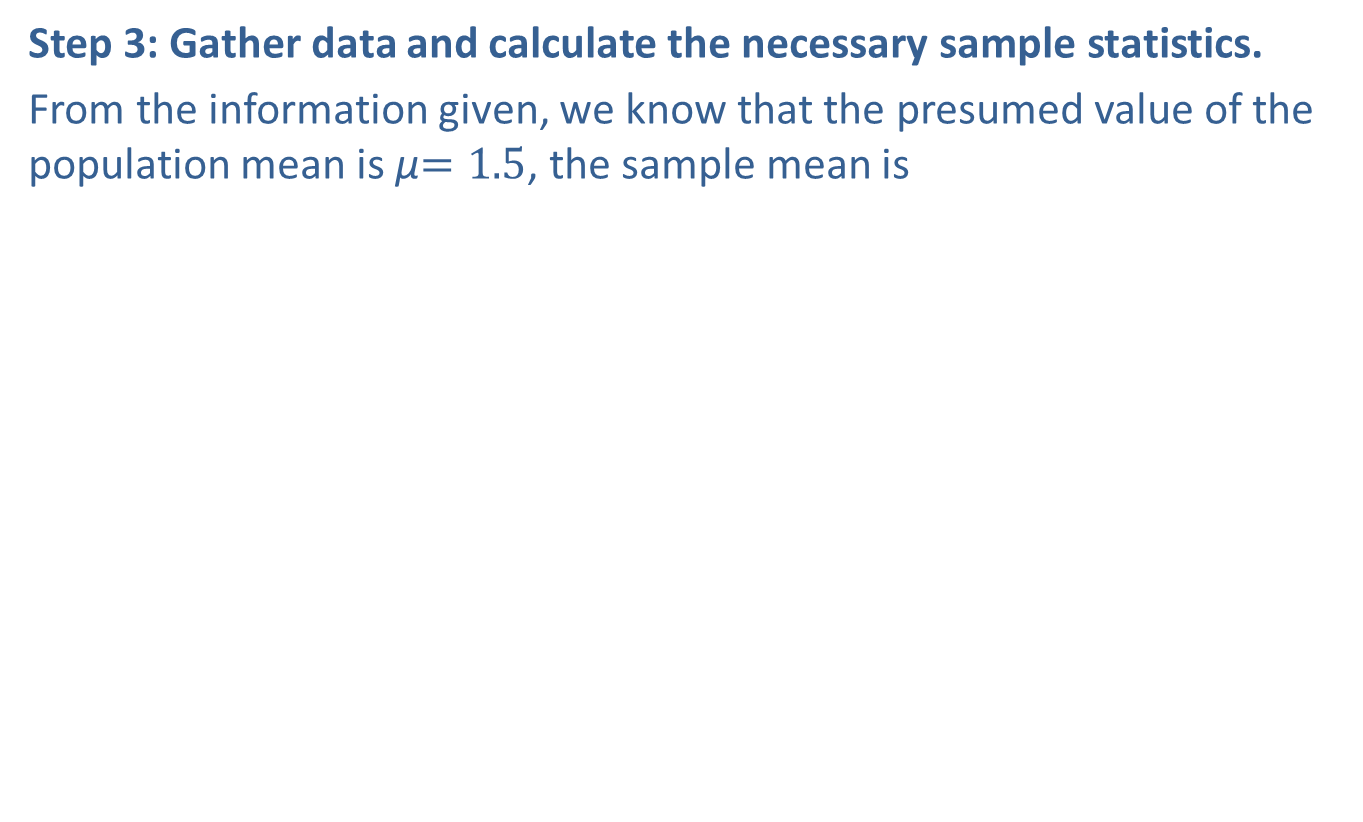 Step 3: Gather data and calculate the necessary sample statistics.
From the information given, we know that the presumed value of the
population mean is μ= 1.5, the sample mean is